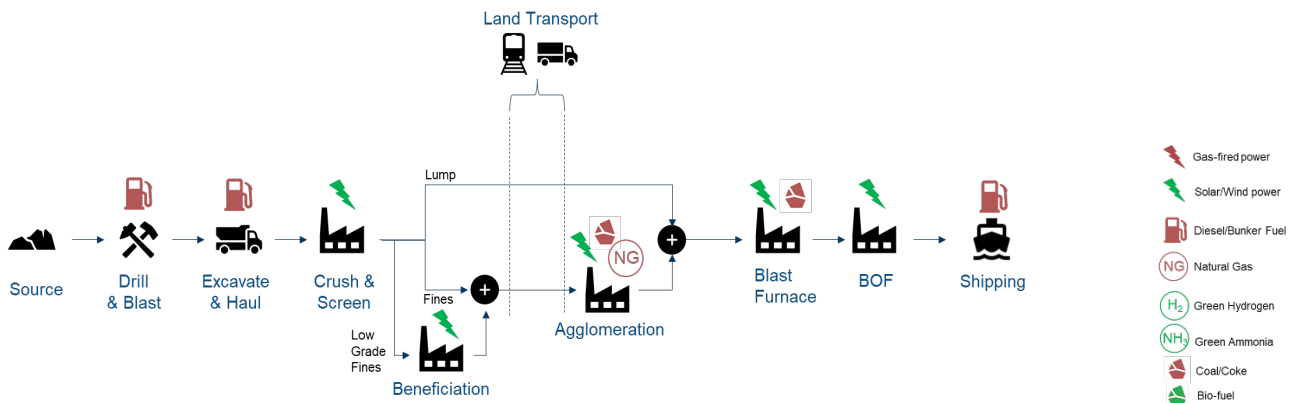 Land Transport
Lump
Source
Drill
& Blast
Excavate
& Haul
Crush &
Screen
Fines
Low
Grade
Fines
Beneficiation
NG
Agglomeration
Blast
Furnace
BOF
Shipping
Gas-fired power
Solar/Wind power
Diesel/Bunker Fuel
NG Natural Gas
H₂ Green Hydrogen
NH₃ Green Ammonia
Coal/Coke
Bio-fuel